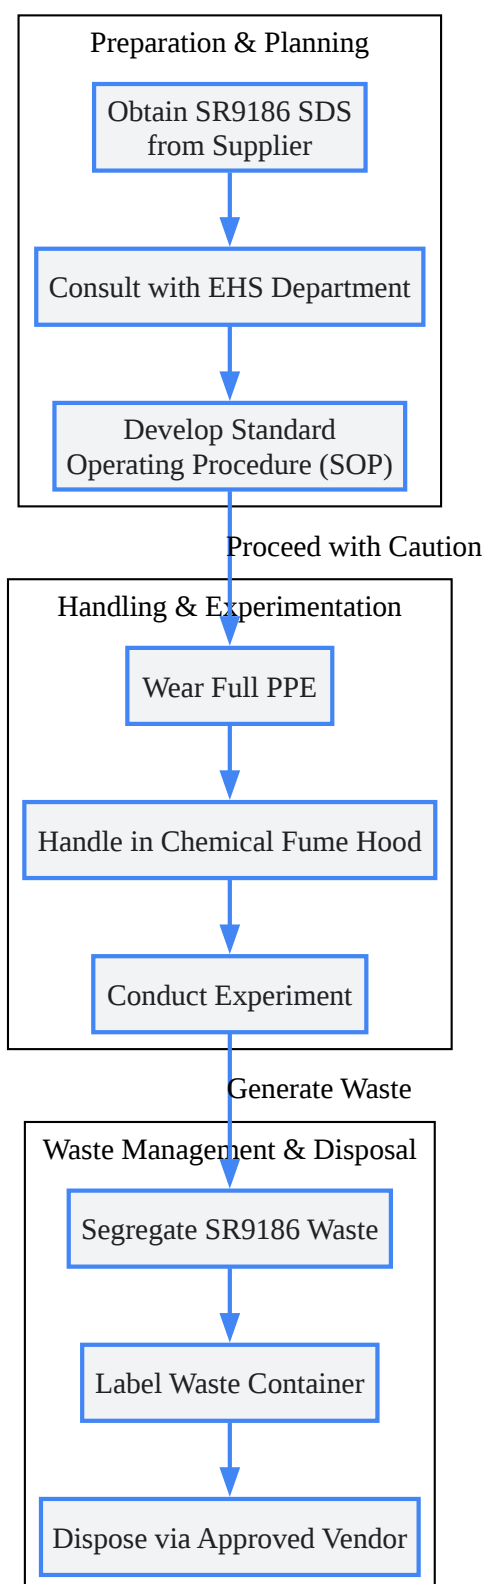 Preparation & Planning
Obtain SR9186 SDS
from Supplier
Consult with EHS Department
Develop Standard
Operating Procedure (SOP)
Proceed with Caution
Handling & Experimentation
Wear Full PPE
Handle in Chemical Fume Hood
Conduct Experiment
Generate Waste
Waste Management & Disposal
Segregate SR9186 Waste
Label Waste Container
Dispose via Approved Vendor